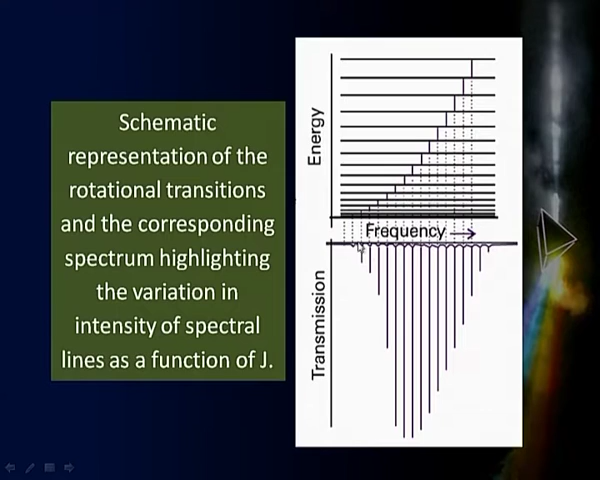 Schematic
representation of the
rotational transitions
and the corresponding
spectrum highlighting
the variation in
intensity of spectral
lines as a function of J.
Energy
Frequency
Transmission